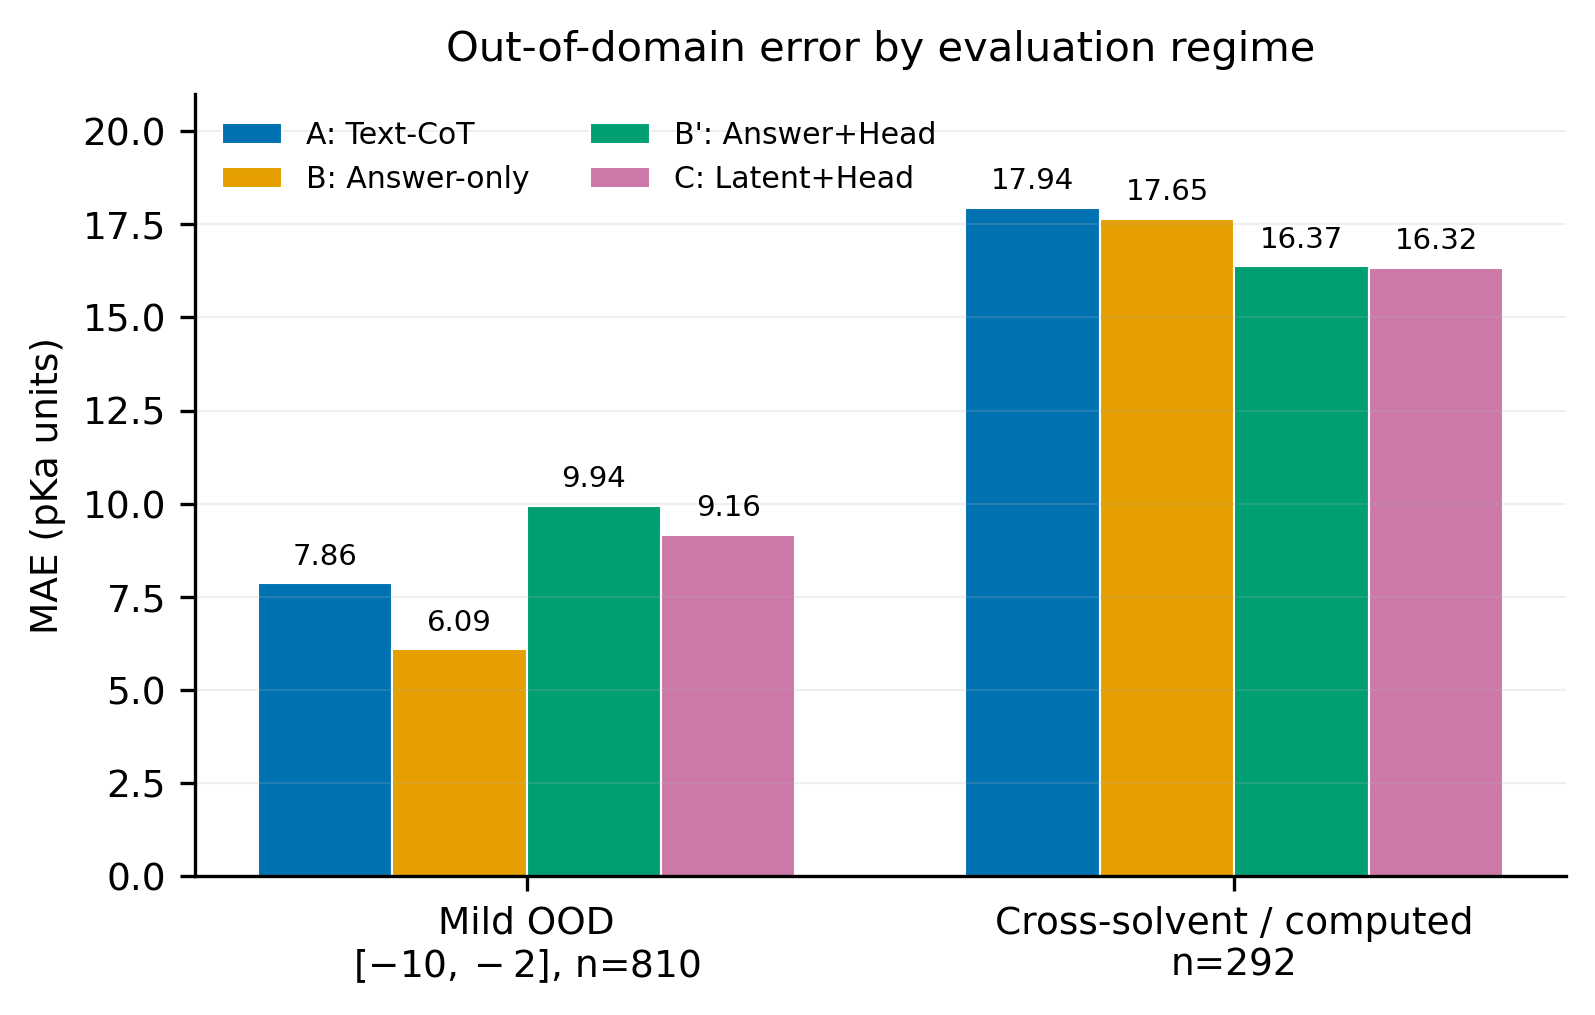 Out-of-domain error by evaluation regime
A: Text-CoT
B: Answer-only
B': Answer+Head
C: Latent+Head
MAE (pKa units)
20.0
17.5
15.0
12.5
10.0
7.5
5.0
2.5
0.0
7.86
6.09
9.94
9.16
17.94
17.65
16.37
16.32
Mild OOD
[−10, −2], n=810
Cross-solvent / computed
n=292